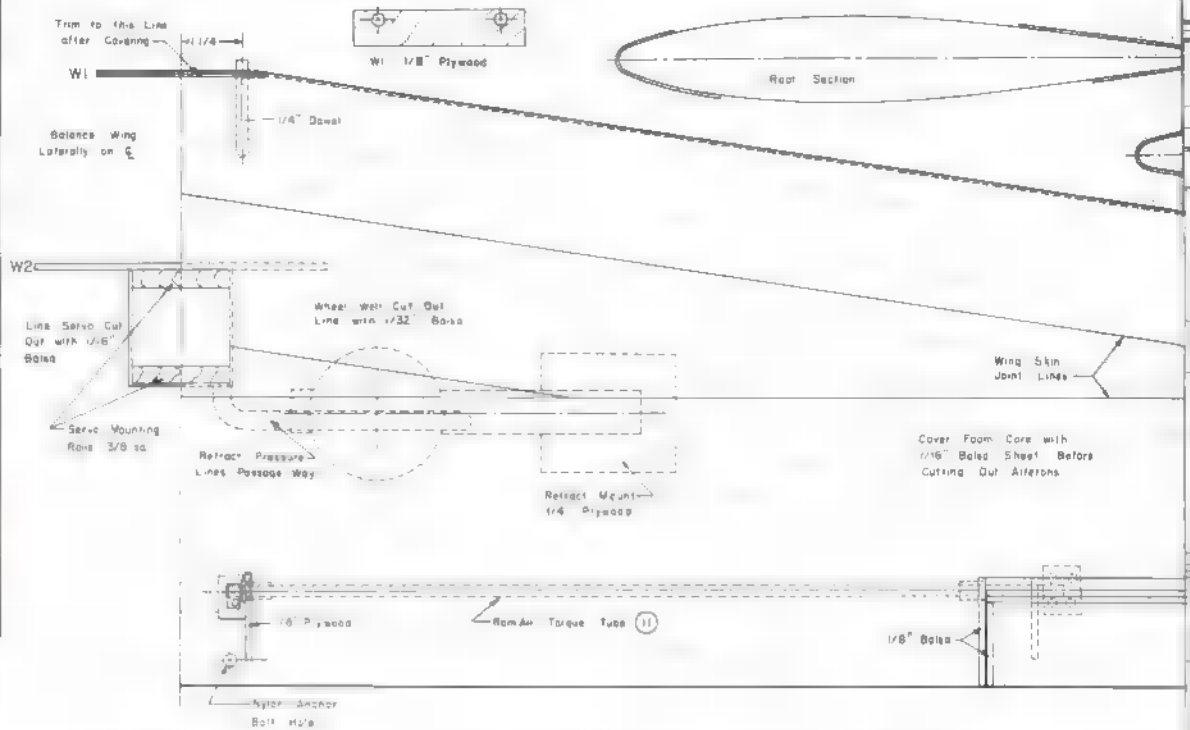 Trim to this Line
after Covering
1/4
W1 1/8" Plywood
W1
Root Section
1/4" Dowel
Balance Wing
Laterally on ℄
W2
Wheel Well Cut Out
Line with 1/32" Balsa
Line Servo Cut
Out with 1/16"
Balsa
Wing Skin
Joint Lines
Servo Mounting
Rails 3/8 sq
Retract Pressure
Lines Passage Way
Cover Foam Core with
1/16" Balsa Sheet Before
Cutting Out Ailerons
Retract Mount
1/4 Plywood
1/8" Plywood
Rom-Air Torque Tube 11
1/8" Balsa
Nylon Anchor
Bolt Hole